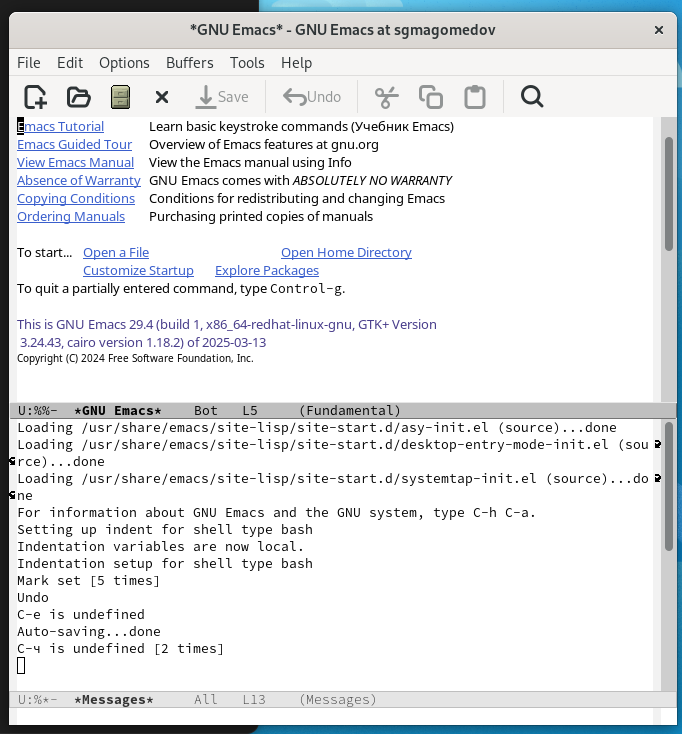 *GNU Emacs* - GNU Emacs at sgmagomedov
File Edit Options Buffers Tools Help
Save Undo
Emacs Tutorial Learn basic keystroke commands (Учебник Emacs)
Emacs Guided Tour Overview of Emacs features at gnu.org
View Emacs Manual View the Emacs manual using Info
Absence of Warranty GNU Emacs comes with ABSOLUTELY NO WARRANTY
Copying Conditions Conditions for redistributing and changing Emacs
Ordering Manuals Purchasing printed copies of manuals
To start... Open a File Open Home Directory
Customize Startup Explore Packages
To quit a partially entered command, type Control-g.
This is GNU Emacs 29.4 (build 1, x86_64-redhat-linux-gnu, GTK+ Version
3.24.43, cairo version 1.18.2) of 2025-03-13
Copyright (C) 2024 Free Software Foundation, Inc.
U:%%- *GNU Emacs* Bot L5 (Fundamental)
Loading /usr/share/emacs/site-lisp/site-start.d/asy-init.el (source)...done
Loading /usr/share/emacs/site-lisp/site-start.d/desktop-entry-mode-init.el (sou
rce)...done
Loading /usr/share/emacs/site-lisp/site-start.d/systemtap-init.el (source)...do
ne
For information about GNU Emacs and the GNU system, type C-h C-a.
Setting up indent for shell type bash
Indentation variables are now local.
Indentation setup for shell type bash
Mark set [5 times]
Undo
C-e is undefined
Auto-saving...done
C-ч is undefined [2 times]
U:%*- *Messages* All L13 (Messages)